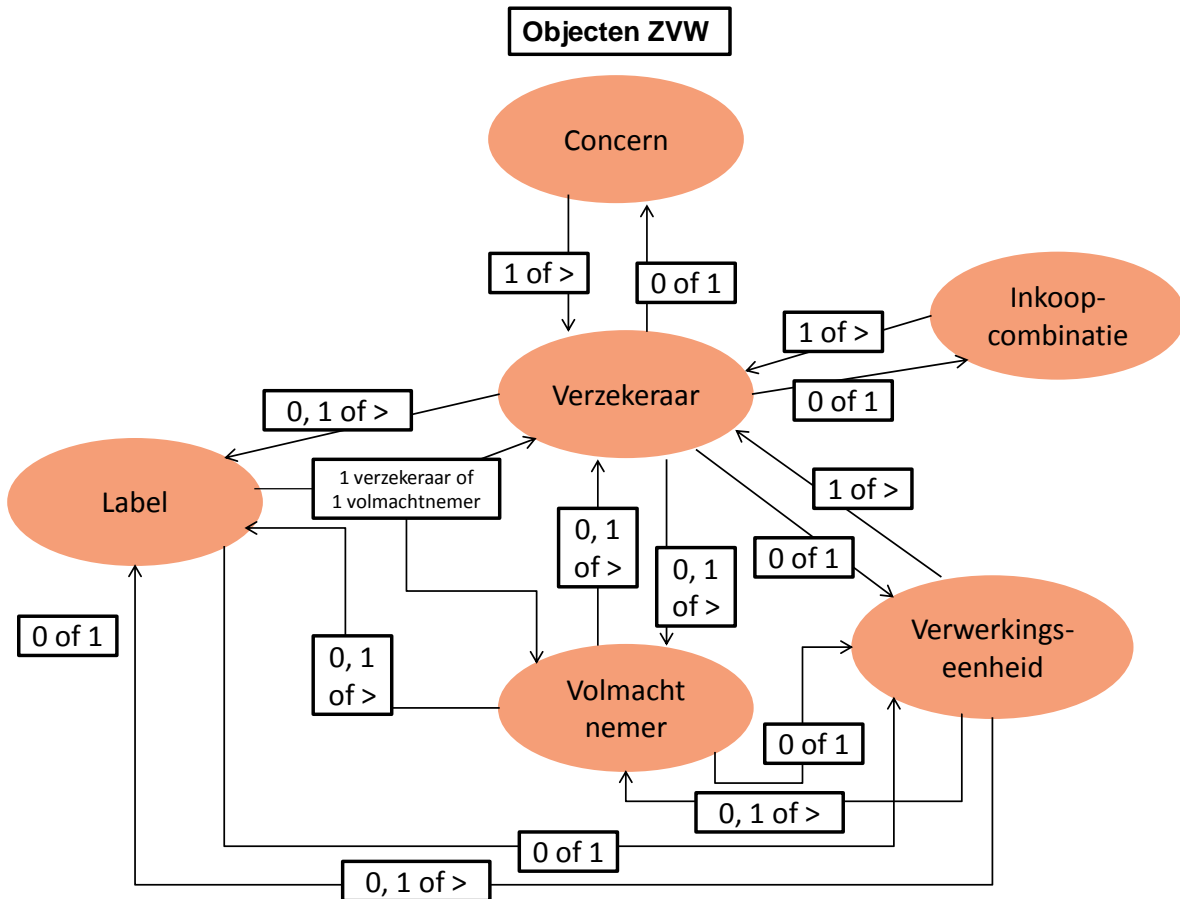 Objecten ZVW
Concern
1 of >
0 of 1
Inkoop-
combinatie
1 of >
0 of 1
Verzekeraar
0, 1 of >
Label
1 verzekeraar of
1 volmachtnemer
0, 1
of >
0, 1
of >
1 of >
0 of 1
Verwerkings-
eenheid
0 of 1
0, 1
of >
Volmacht
nemer
0 of 1
0, 1 of >
0 of 1
0, 1 of >